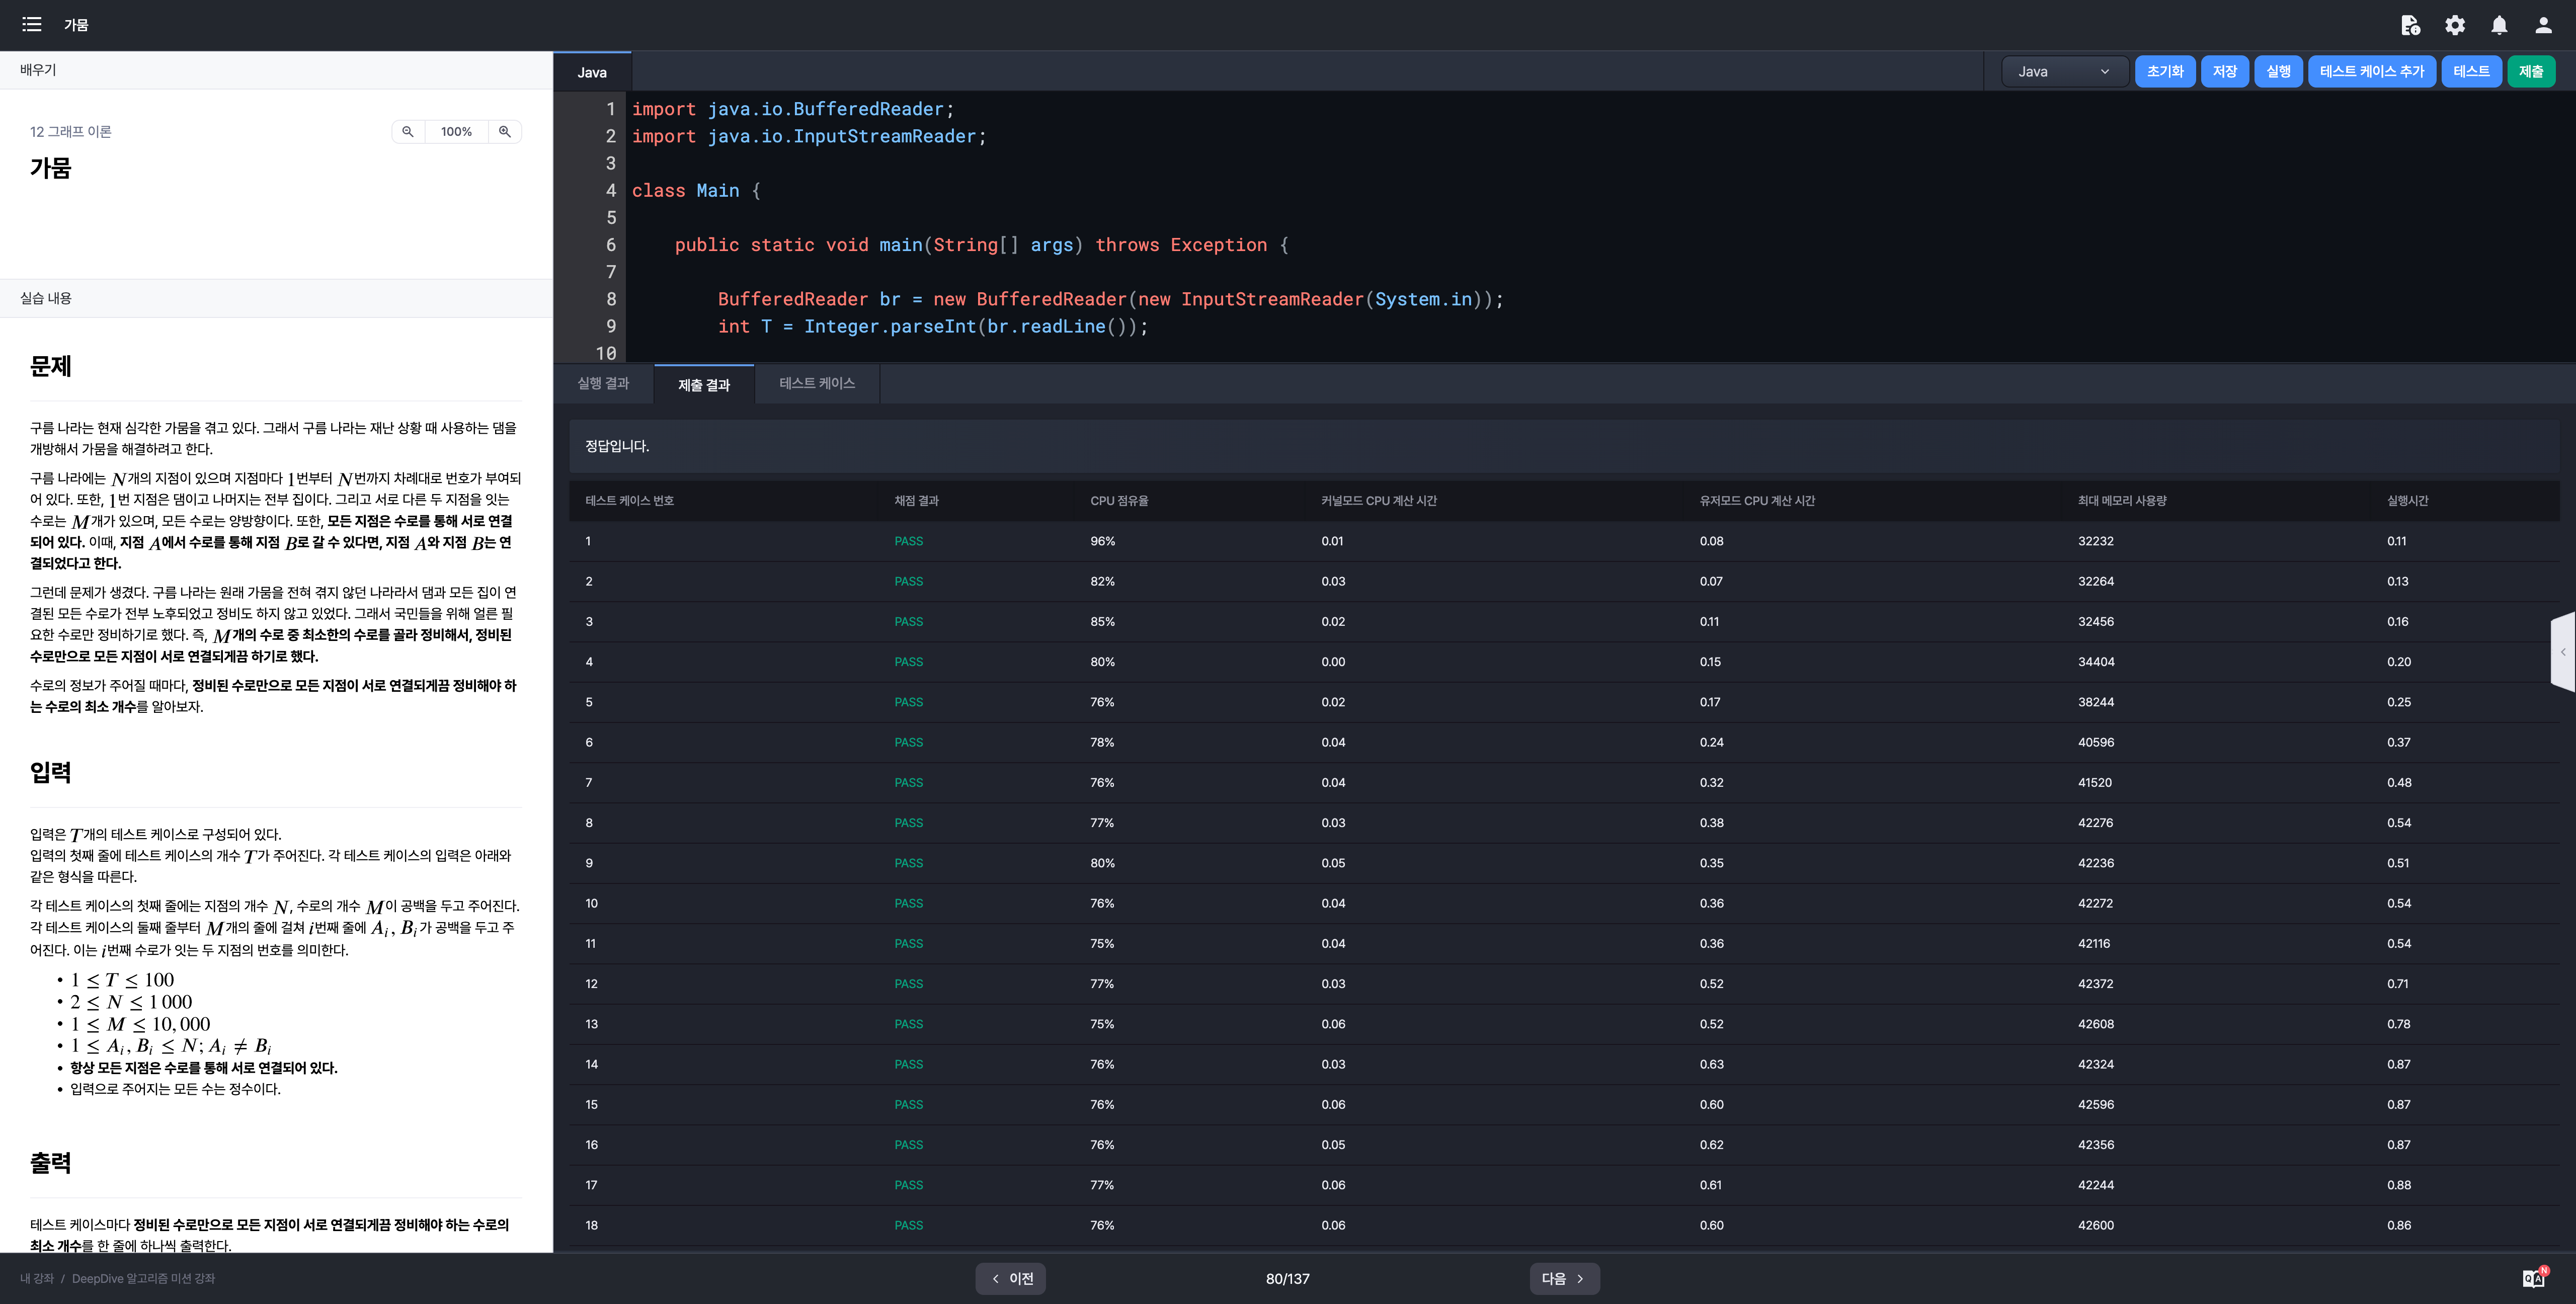 가뭄
배우기
12 그래프 이론
100%
가뭄
실습 내용
문제
구름 나라는 현재 심각한 가뭄을 겪고 있다. 그래서 구름 나라는 재난 상황 때 사용하는 댐을
개방해서 가뭄을 해결하려고 한다.
구름 나라에는 N개의 지점이 있으며 지점마다 1번부터 N번까지 차례대로 번호가 부여되
어 있다. 또한, 1번 지점은 댐이고 나머지는 전부 집이다. 그리고 서로 다른 두 지점을 잇는
수로는 M개가 있으며, 모든 수로는 양방향이다. 또한, 모든 지점은 수로를 통해 서로 연결
되어 있다. 이때, 지점 A에서 수로를 통해 지점 B로 갈 수 있다면, 지점 A와 지점 B는 연
결되었다고 한다.
그런데 문제가 생겼다. 구름 나라는 원래 가뭄을 전혀 겪지 않던 나라라서 댐과 모든 집이 연
결된 모든 수로가 전부 노후되었고 정비도 하지 않고 있었다. 그래서 국민들을 위해 얼른 필
요한 수로만 정비하기로 했다. 즉, M개의 수로 중 최소한의 수로를 골라 정비해서, 정비된
수로만으로 모든 지점이 서로 연결되게끔 하기로 했다.
수로의 정보가 주어질 때마다, 정비된 수로만으로 모든 지점이 서로 연결되게끔 정비해야 하
는 수로의 최소 개수를 알아보자.
입력
입력은 T개의 테스트 케이스로 구성되어 있다.
입력의 첫째 줄에 테스트 케이스의 개수 T가 주어진다. 각 테스트 케이스의 입력은 아래와
같은 형식을 따른다.
각 테스트 케이스의 첫째 줄에는 지점의 개수 N, 수로의 개수 M이 공백을 두고 주어진다.
각 테스트 케이스의 둘째 줄부터 M개의 줄에 걸쳐 i번째 줄에 Aᵢ, Bᵢ가 공백을 두고 주
어진다. 이는 i번째 수로가 잇는 두 지점의 번호를 의미한다.
• 1 ≤ T ≤ 100
• 2 ≤ N ≤ 1 000
• 1 ≤ M ≤ 10,000
• 1 ≤ Aᵢ, Bᵢ ≤ N; Aᵢ ≠ Bᵢ
• 항상 모든 지점은 수로를 통해 서로 연결되어 있다.
• 입력으로 주어지는 모든 수는 정수이다.
출력
테스트 케이스마다 정비된 수로만으로 모든 지점이 서로 연결되게끔 정비해야 하는 수로의
최소 개수를 한 줄에 하나씩 출력한다.
Java
Java 초기화 저장 실행 테스트 케이스 추가 테스트 제출
1 import java.io.BufferedReader;
2 import java.io.InputStreamReader;
3
4 class Main {
5
6 public static void main(String[] args) throws Exception {
7
8 BufferedReader br = new BufferedReader(new InputStreamReader(System.in));
9 int T = Integer.parseInt(br.readLine());
10
실행 결과 제출 결과 테스트 케이스
정답입니다.
테스트 케이스 번호 채점 결과 CPU 점유율 커널모드 CPU 계산 시간 유저모드 CPU 계산 시간 최대 메모리 사용량 실행시간
1 PASS 96% 0.01 0.08 32232 0.11
2 PASS 82% 0.03 0.07 32264 0.13
3 PASS 85% 0.02 0.11 32456 0.16
4 PASS 80% 0.00 0.15 34404 0.20
5 PASS 76% 0.02 0.17 38244 0.25
6 PASS 78% 0.04 0.24 40596 0.37
7 PASS 76% 0.04 0.32 41520 0.48
8 PASS 77% 0.03 0.38 42276 0.54
9 PASS 80% 0.05 0.35 42236 0.51
10 PASS 76% 0.04 0.36 42272 0.54
11 PASS 75% 0.04 0.36 42116 0.54
12 PASS 77% 0.03 0.52 42372 0.71
13 PASS 75% 0.06 0.52 42608 0.78
14 PASS 76% 0.03 0.63 42324 0.87
15 PASS 76% 0.06 0.60 42596 0.87
16 PASS 76% 0.05 0.62 42356 0.87
17 PASS 77% 0.06 0.61 42244 0.88
18 PASS 76% 0.06 0.60 42600 0.86
내 강좌 / DeepDive 알고리즘 미션 강좌
이전 80/137 다음
Q A N